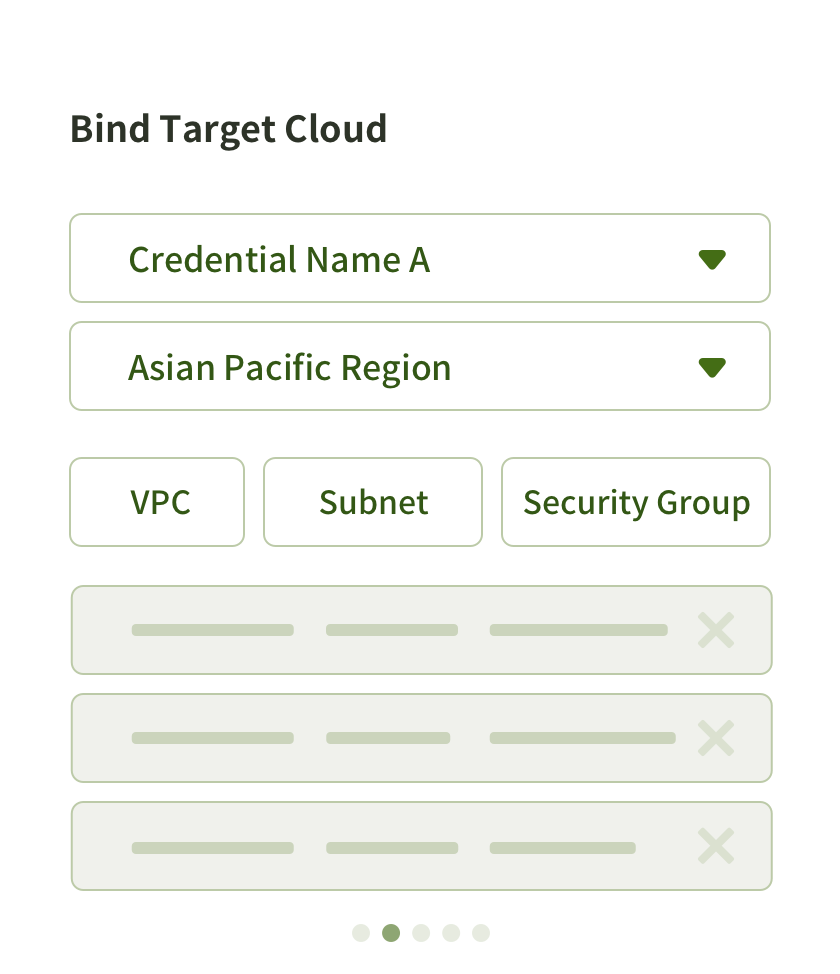 Bind Target Cloud
Credential Name A
Asian Pacific Region
VPC Subnet Security Group